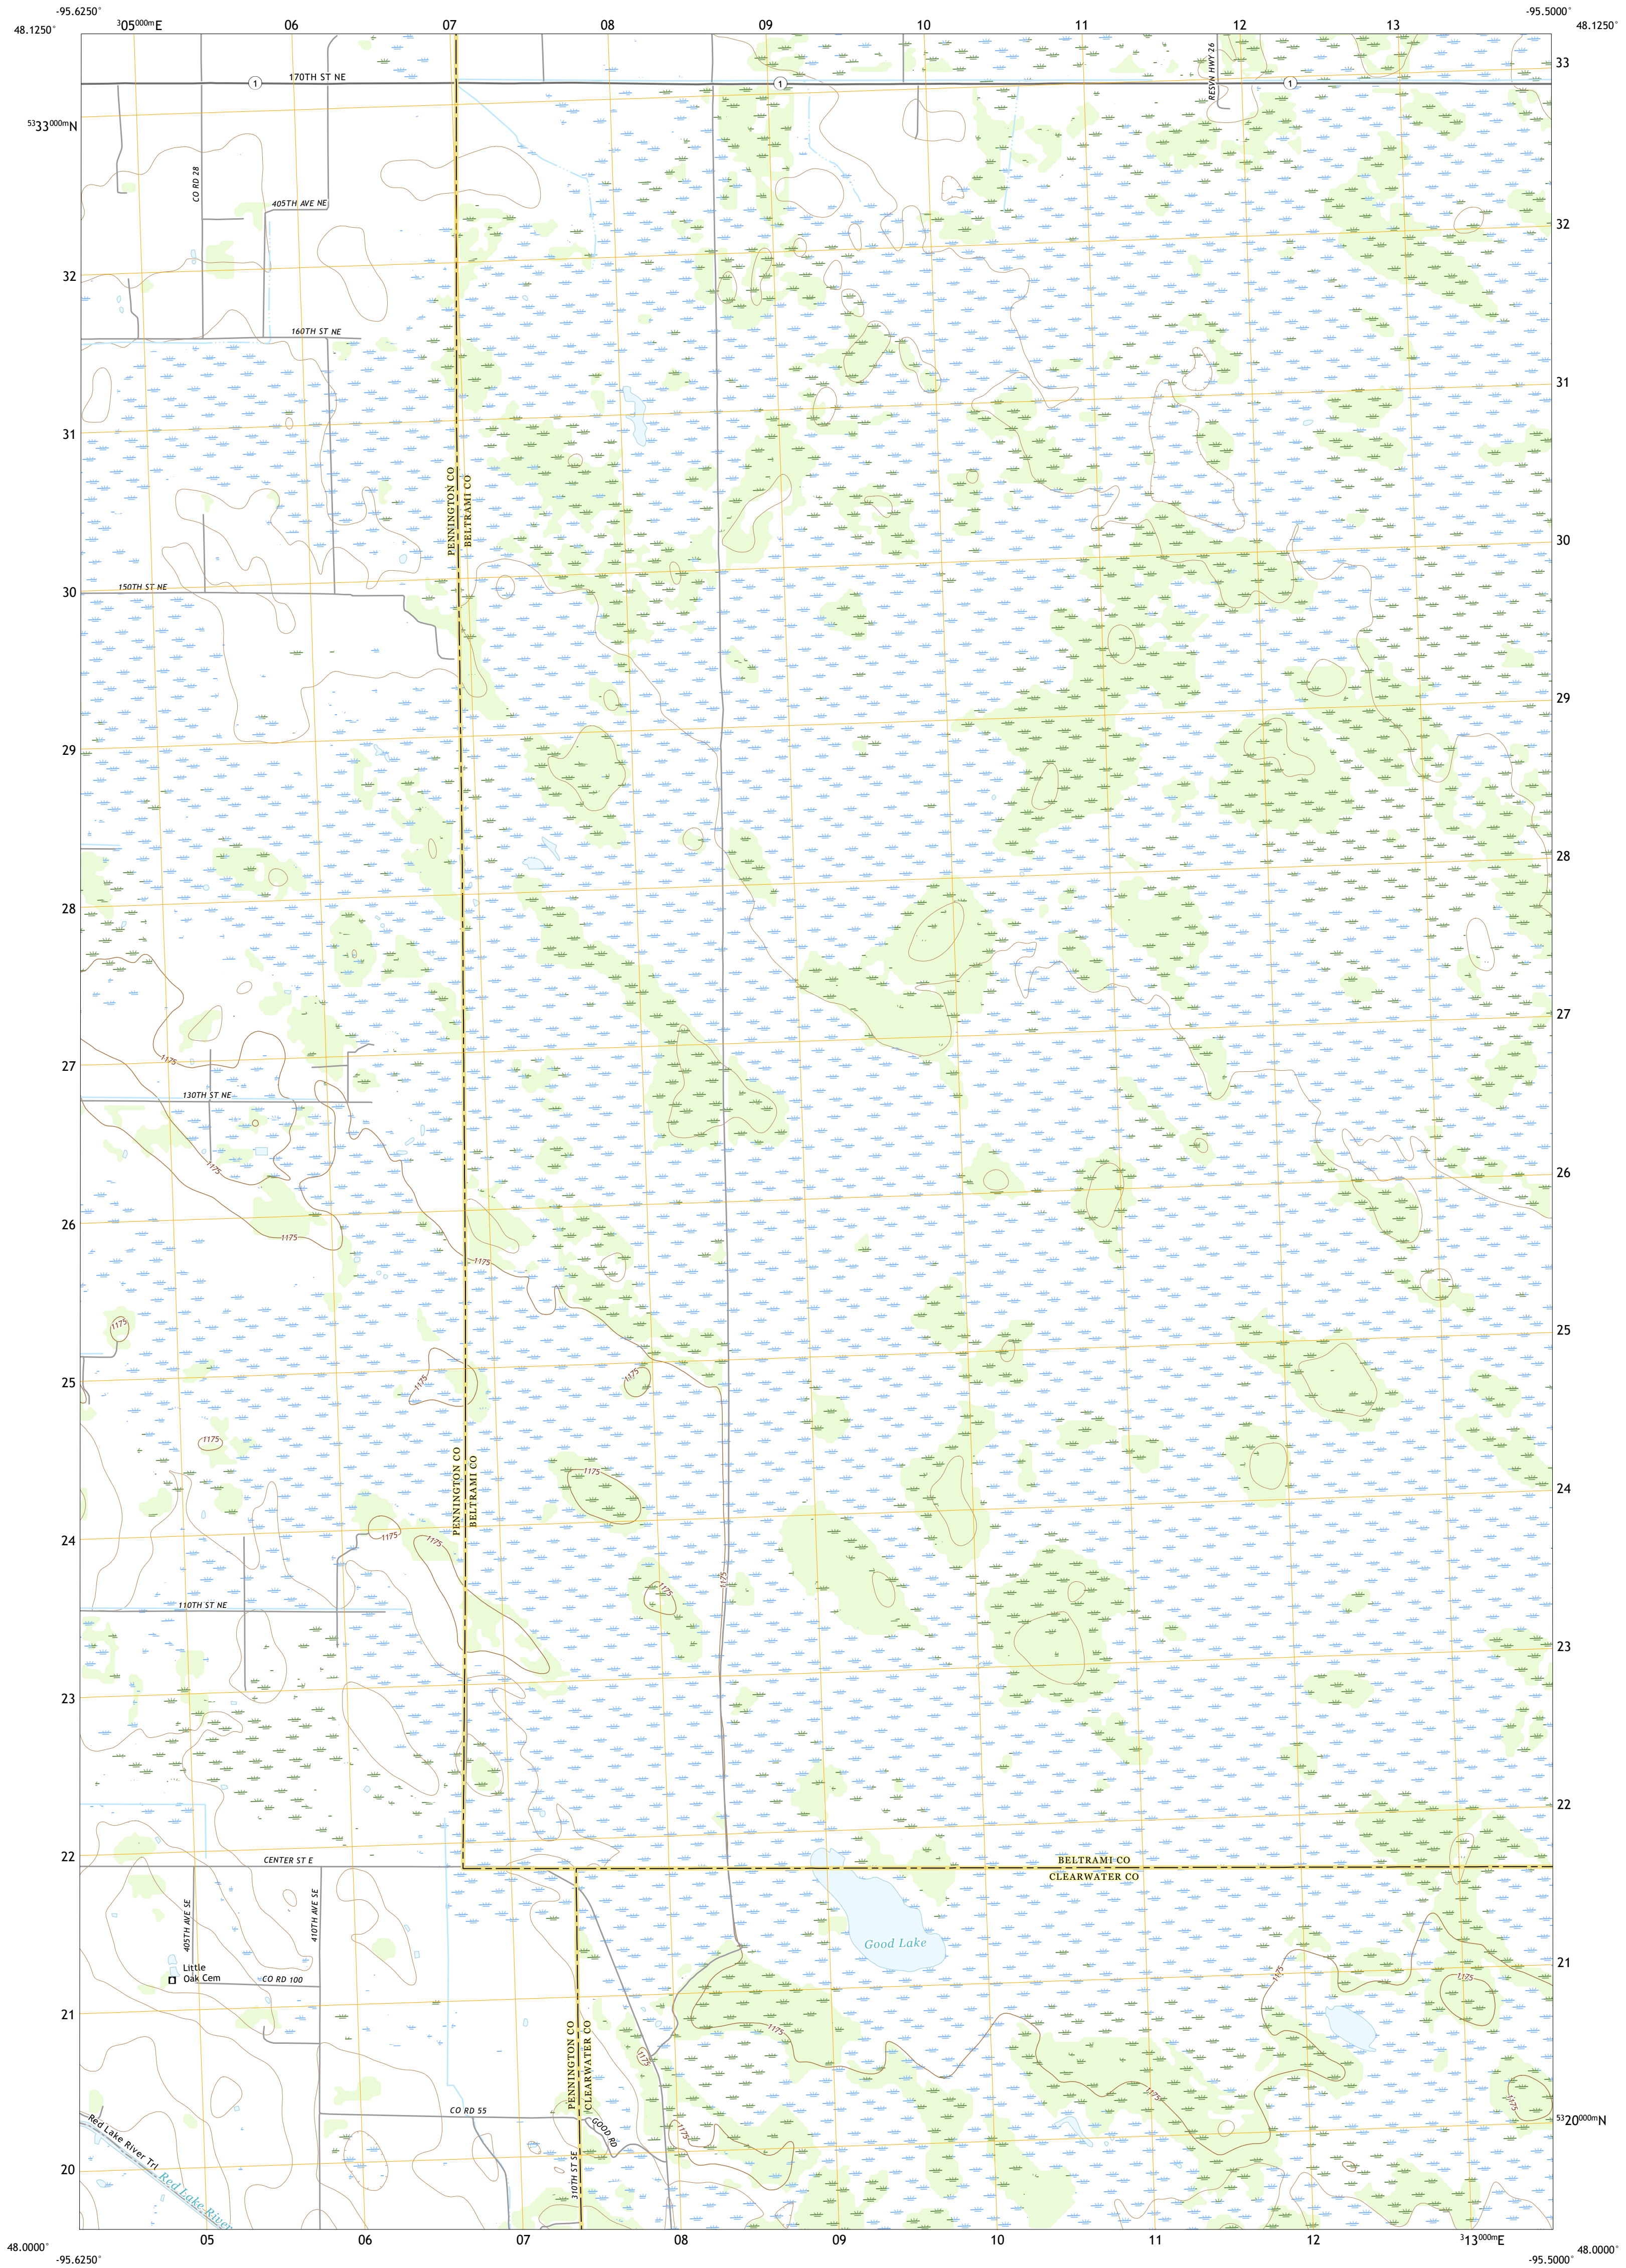 -95.6250°
-95.5000°
48.1250°
³05⁰⁰⁰ᵐE
06
07
08
09
10
11
12
13
48.1250°
33
170TH ST NE
1
1
1
RESVN HWY 26
⁵³33⁰⁰⁰ᵐN
CO RD 28
405TH AVE NE
32
32
160TH ST NE
31
31
PENNINGTON CO
BELTRAMI CO
30
150TH ST NE
30
29
29
28
28
27
1175
27
130TH ST NE
1175
26
26
1175
1175
1175
25
1175
1175
25
1175
PENNINGTON CO
BELTRAMI CO
1175
24
1175
1175
24
1175
1175
110TH ST NE
23
23
22
22
CENTER ST E
BELTRAMI CO
CLEARWATER CO
405TH AVE SE
410TH AVE SE
Good Lake
Little
Oak Cem
CO RD 100
21
1175
1175
21
1175
1175
PENNINGTON CO
CLEARWATER CO
1175
1175
1175
CO RD 55
GOOD RD
310TH ST SE
⁵³20⁰⁰⁰ᵐN
Red Lake River Trl
Red Lake River
20
05
06
07
08
09
10
11
12
³13⁰⁰⁰ᵐE
48.0000°
48.0000°
-95.6250°
-95.5000°